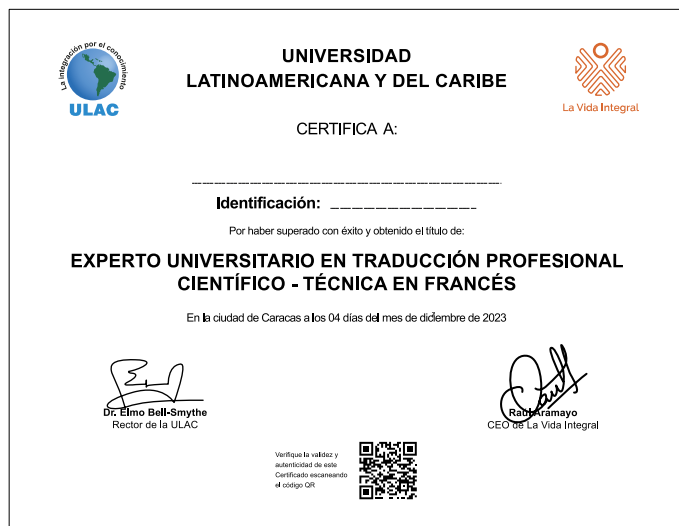 La integración por el conocimiento
ULAC
UNIVERSIDAD
LATINOAMERICANA Y DEL CARIBE
La Vida Integral
CERTIFICA A:
Identificación:
Por haber superado con éxito y obtenido el título de:
EXPERTO UNIVERSITARIO EN TRADUCCIÓN PROFESIONAL
CIENTÍFICO - TÉCNICA EN FRANCÉS
En la ciudad de Caracas a los 04 días del mes de diciembre de 2023
Dr. Elmo Bell-Smythe
Rector de la ULAC
Raúl Aramayo
CEO de La Vida Integral
Verifique la validez y
autenticidad de este
Certificado escaneando
el código QR